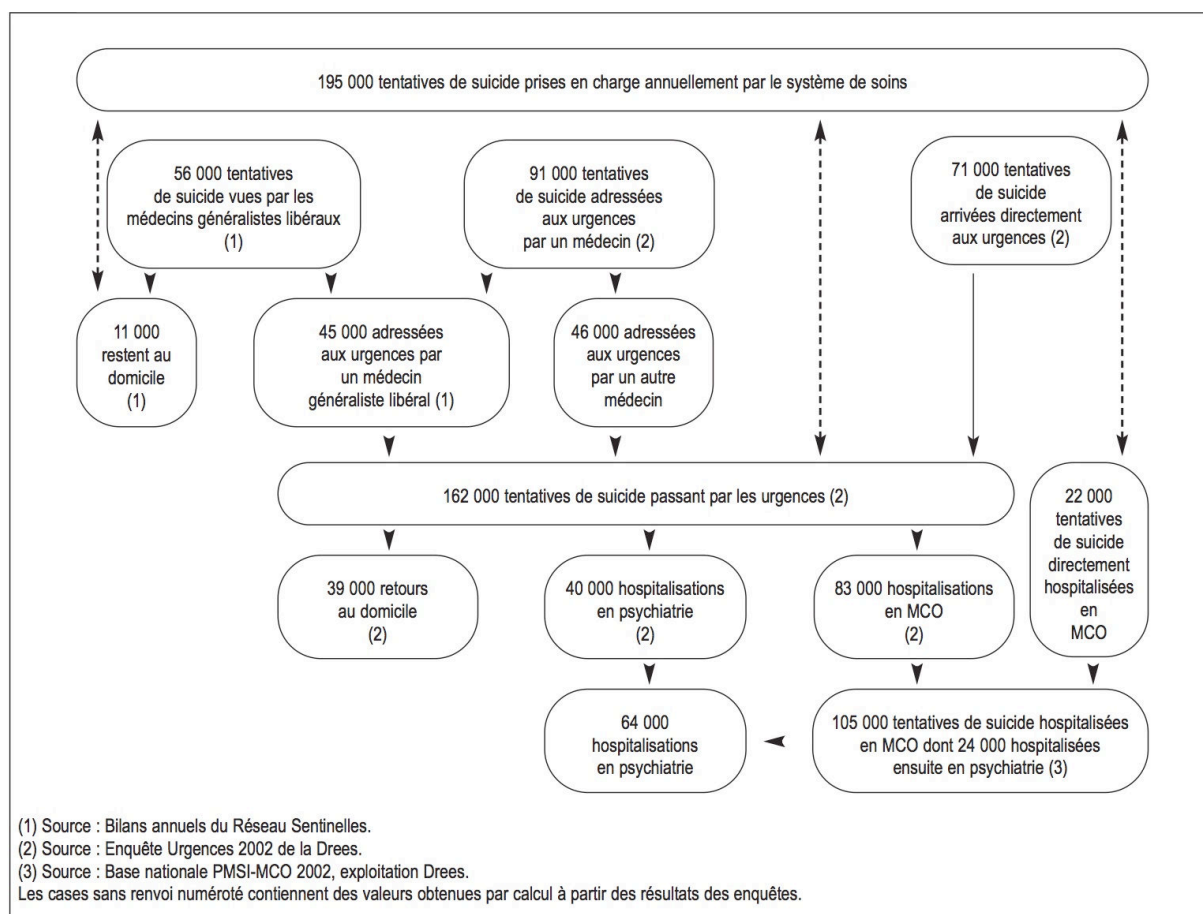 195 000 tentatives de suicide prises en charge annuellement par le système de soins
56 000 tentatives
de suicide vues par les
médecins généralistes libéraux
(1)
91 000 tentatives
de suicide adressées
aux urgences
par un médecin (2)
71 000 tentatives
de suicide
arrivées directement
aux urgences (2)
11 000
restent au
domicile
(1)
45 000 adressées
aux urgences par
un médecin
généraliste libéral (1)
46 000 adressées
aux urgences
par un autre
médecin
162 000 tentatives de suicide passant par les urgences (2)
22 000
tentatives
de suicide
directement
hospitalisées
en
MCO
39 000 retours
au domicile
(2)
40 000 hospitalisations
en psychiatrie
(2)
83 000 hospitalisations
en MCO
(2)
64 000
hospitalisations
en psychiatrie
105 000 tentatives de suicide hospitalisées
en MCO dont 24 000 hospitalisées
ensuite en psychiatrie (3)
(1) Source : Bilans annuels du Réseau Sentinelles.
(2) Source : Enquête Urgences 2002 de la Drees.
(3) Source : Base nationale PMSI-MCO 2002, exploitation Drees.
Les cases sans renvoi numéroté contiennent des valeurs obtenues par calcul à partir des résultats des enquêtes.